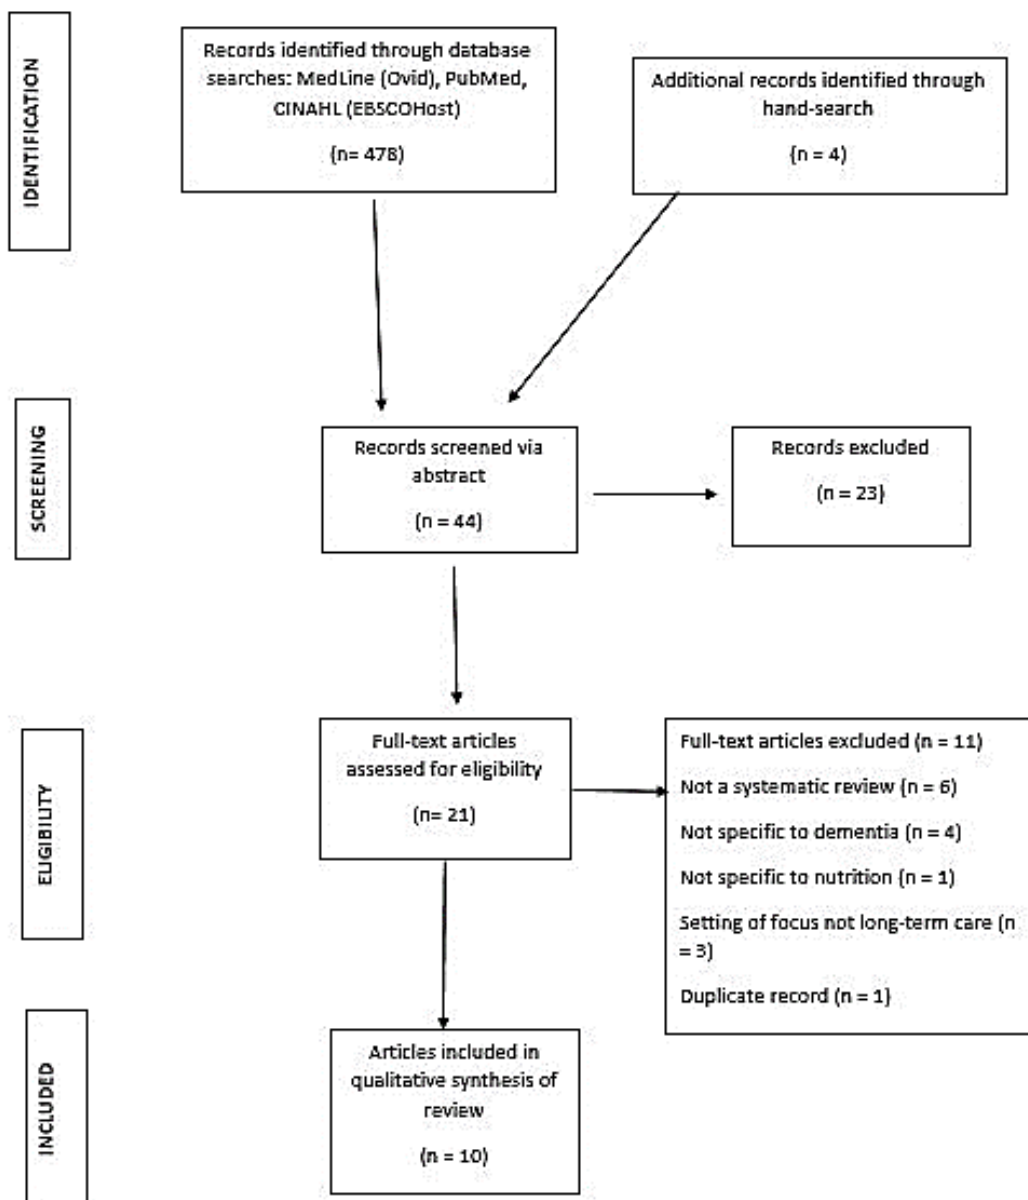 IDENTIFICATION
Records identified through database
searches: MedLine (Ovid), PubMed,
CINAHL (EBSCOHost)
(n= 478)
Additional records identified through
hand-search
(n = 4)
SCREENING
Records screened via
abstract
(n = 44)
Records excluded
(n = 23)
ELIGIBILITY
Full-text articles
assessed for eligibility
(n= 21)
Full-text articles excluded (n = 11)
Not a systematic review (n = 6)
Not specific to dementia (n = 4)
Not specific to nutrition (n = 1)
Setting of focus not long-term care (n
= 3)
Duplicate record (n = 1)
INCLUDED
Articles included in
qualitative synthesis of
review
(n = 10)